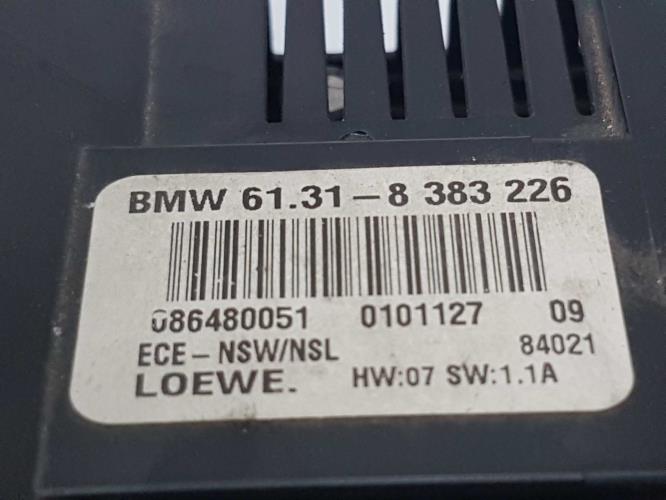 BMW 61.31-8 383 226
086480051 0101127 09
ECE-NSW/NSL 84021
LOEWE. HW:07 SW:1.1A